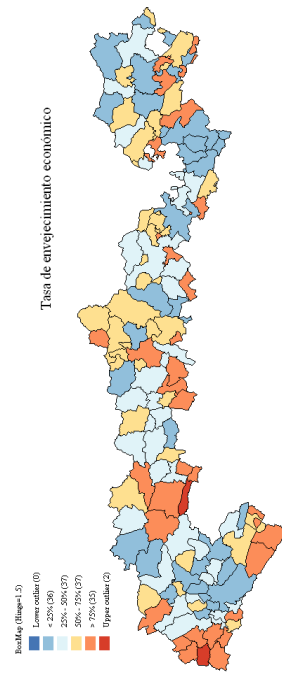 Tasa de envejecimiento económico
BoxMap (Hinge=1.5)
Lower outlier (0)
< 25% (36)
25% - 50% (37)
50% - 75% (37)
> 75% (35)
Upper outlier (2)